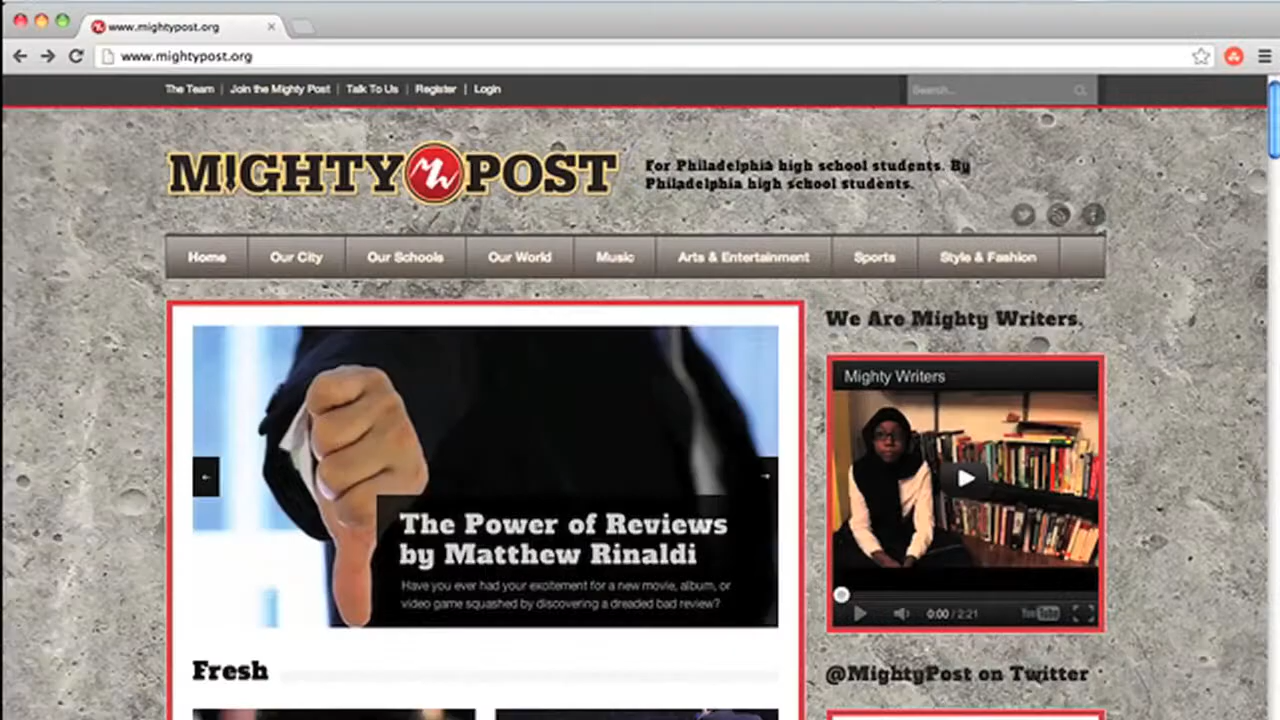 www.mightypost.org
www.mightypost.org
The Team | Join the Mighty Post | Talk To Us | Register | Login
Search...
M!GHTY MW POST
For Philadelphia high school students. By
Philadelphia high school students.
Home
Our City
Our Schools
Our World
Music
Arts & Entertainment
Sports
Style & Fashion
We Are Mighty Writers.
Mighty Writers
The Power of Reviews
by Matthew Rinaldi
Have you ever had your excitement for a new movie, album, or
video game squashed by discovering a dreaded bad review?
0:00 / 2:21
YouTube
Fresh
@MightyPost on Twitter